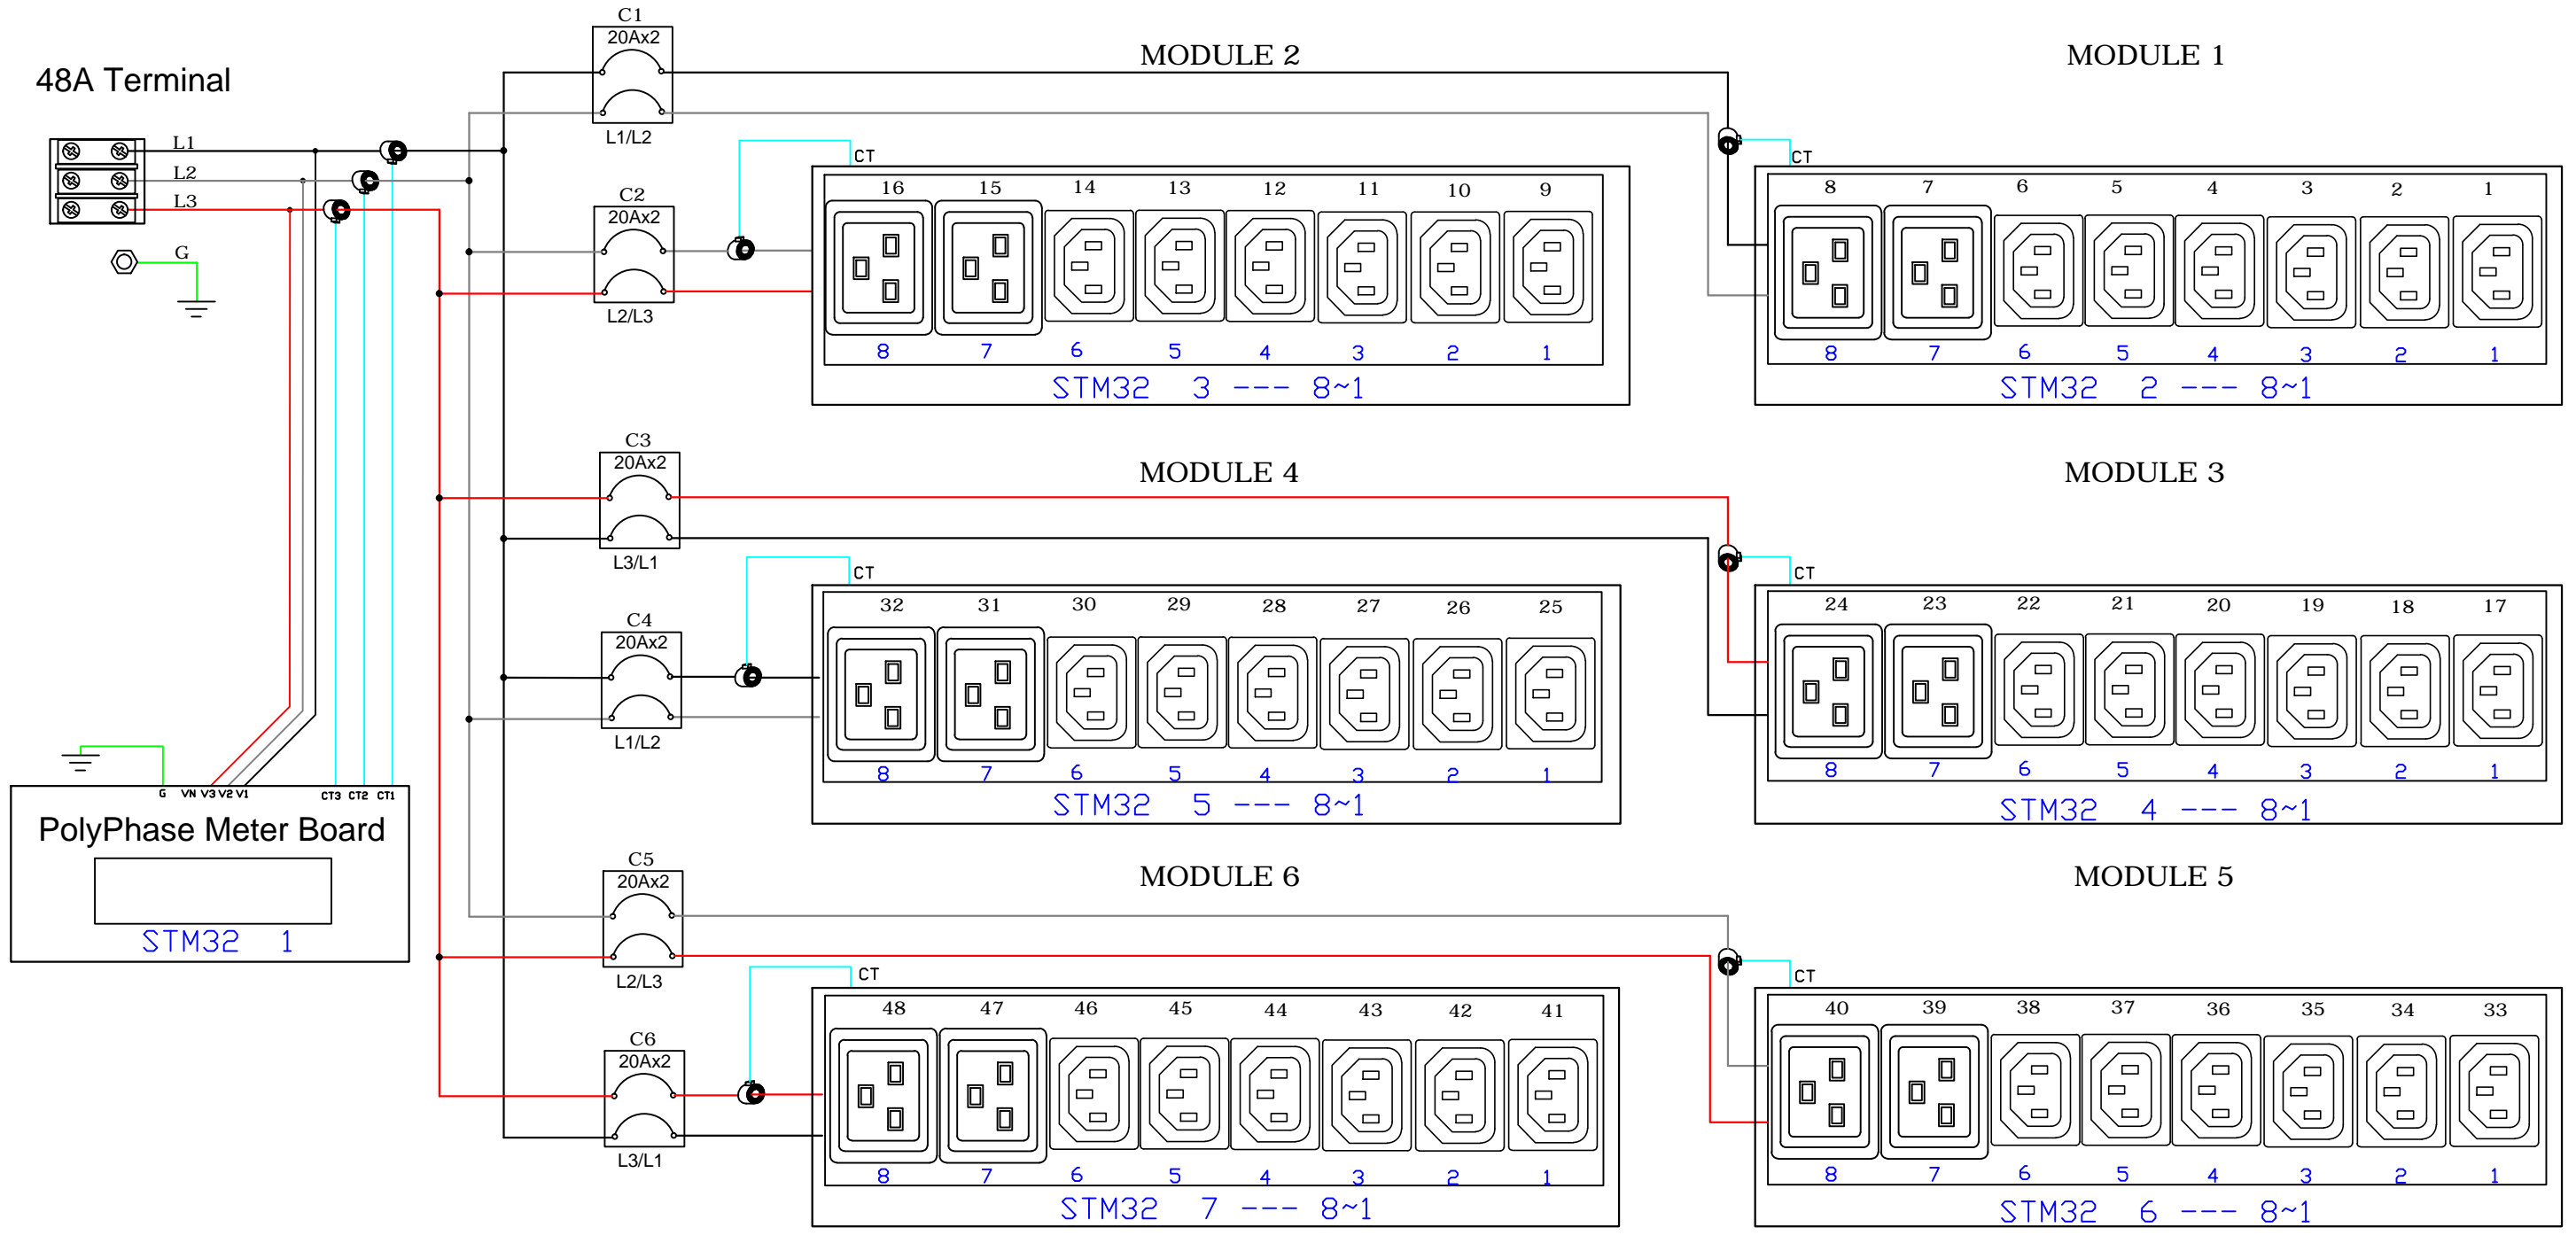 48A Terminal
L1
L2
L3
G
G VN V3 V2 V1 CT3 CT2 CT1
PolyPhase Meter Board
STM32 1
C1
20Ax2
L1/L2
C2
20Ax2
L2/L3
C3
20Ax2
L3/L1
C4
20Ax2
L1/L2
C5
20Ax2
L2/L3
C6
20Ax2
L3/L1
MODULE 2
CT
16 15 14 13 12 11 10 9
8 7 6 5 4 3 2 1
STM32 3 --- 8~1
MODULE 1
CT
8 7 6 5 4 3 2 1
8 7 6 5 4 3 2 1
STM32 2 --- 8~1
MODULE 4
CT
32 31 30 29 28 27 26 25
8 7 6 5 4 3 2 1
STM32 5 --- 8~1
MODULE 3
CT
24 23 22 21 20 19 18 17
8 7 6 5 4 3 2 1
STM32 4 --- 8~1
MODULE 6
CT
48 47 46 45 44 43 42 41
8 7 6 5 4 3 2 1
STM32 7 --- 8~1
MODULE 5
CT
40 39 38 37 36 35 34 33
8 7 6 5 4 3 2 1
STM32 6 --- 8~1